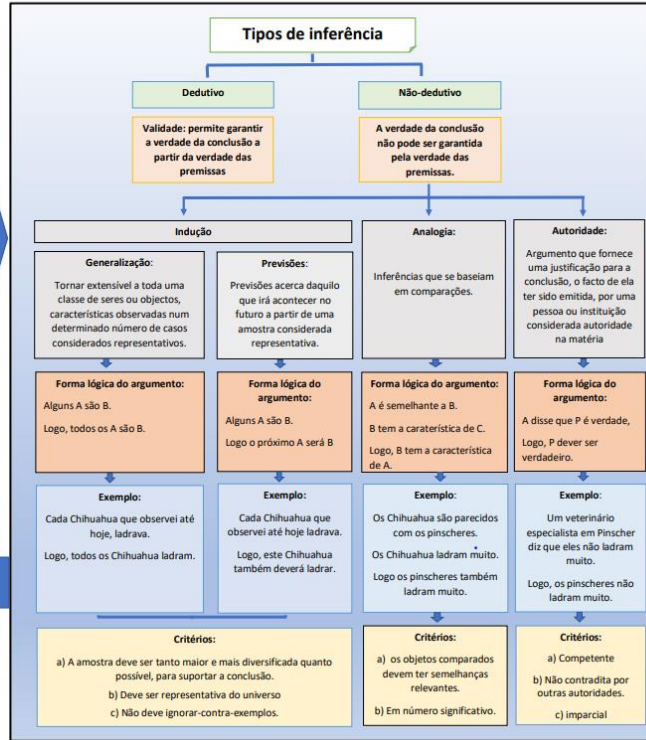 Tipos de inferência
Dedutivo
Não-dedutivo
Validade: permite garantir
a verdade da conclusão a
partir da verdade das
premissas
A verdade da conclusão
não pode ser garantida
pela verdade das
premissas.
Indução
Generalização:
Tornar extensível a toda uma
classe de seres ou objectos,
características observadas num
determinado número de casos
considerados representativos.
Previsões:
Previsões acerca daquilo
que irá acontecer no
futuro a partir de uma
amostra considerada
representativa.
Analogia:
Inferências que se baseiam
em comparações.
Autoridade:
Argumento que fornece
uma justificação para a
conclusão, o facto de ela
ter sido emitida, por uma
pessoa ou instituição
considerada autoridade
na matéria
Forma lógica do argumento:
Alguns A são B.
Logo, todos os A são B.
Forma lógica do
argumento:
Alguns A são B.
Logo o próximo A será B
Forma lógica do argumento:
A é semelhante a B.
B tem a caraterística de C.
Logo, B tem a característica
de A.
Forma lógica do
argumento:
A disse que P é verdade,
Logo, P dever ser
verdadeiro.
Exemplo:
Cada Chihuahua que observei até
hoje, ladrava.
Logo, todos os Chihuahua ladram.
Exemplo:
Cada Chihuahua que
observei até hoje ladrava.
Logo, este Chihuahua
também deverá ladrar.
Exemplo:
Os Chihuahua são parecidos
com os pinscheres.
Os Chihuahua ladram muito.
Logo os pinscheres também
ladram muito.
Exemplo:
Um veterinário
especialista em Pinscher
diz que eles não ladram
muito.
Logo, os pinscheres não
ladram muito.
Critérios:
a) A amostra deve ser tanto maior e mais diversificada quanto
possível, para suportar a conclusão.
b) Deve ser representativa do universo
c) Não deve ignorar-contra-exemplos.
Critérios:
a) os objetos comparados
devem ter semelhanças
relevantes.
b) Em número significativo.
Critérios:
a) Competente
b) Não contradita por
outras autoridades.
c) imparcial